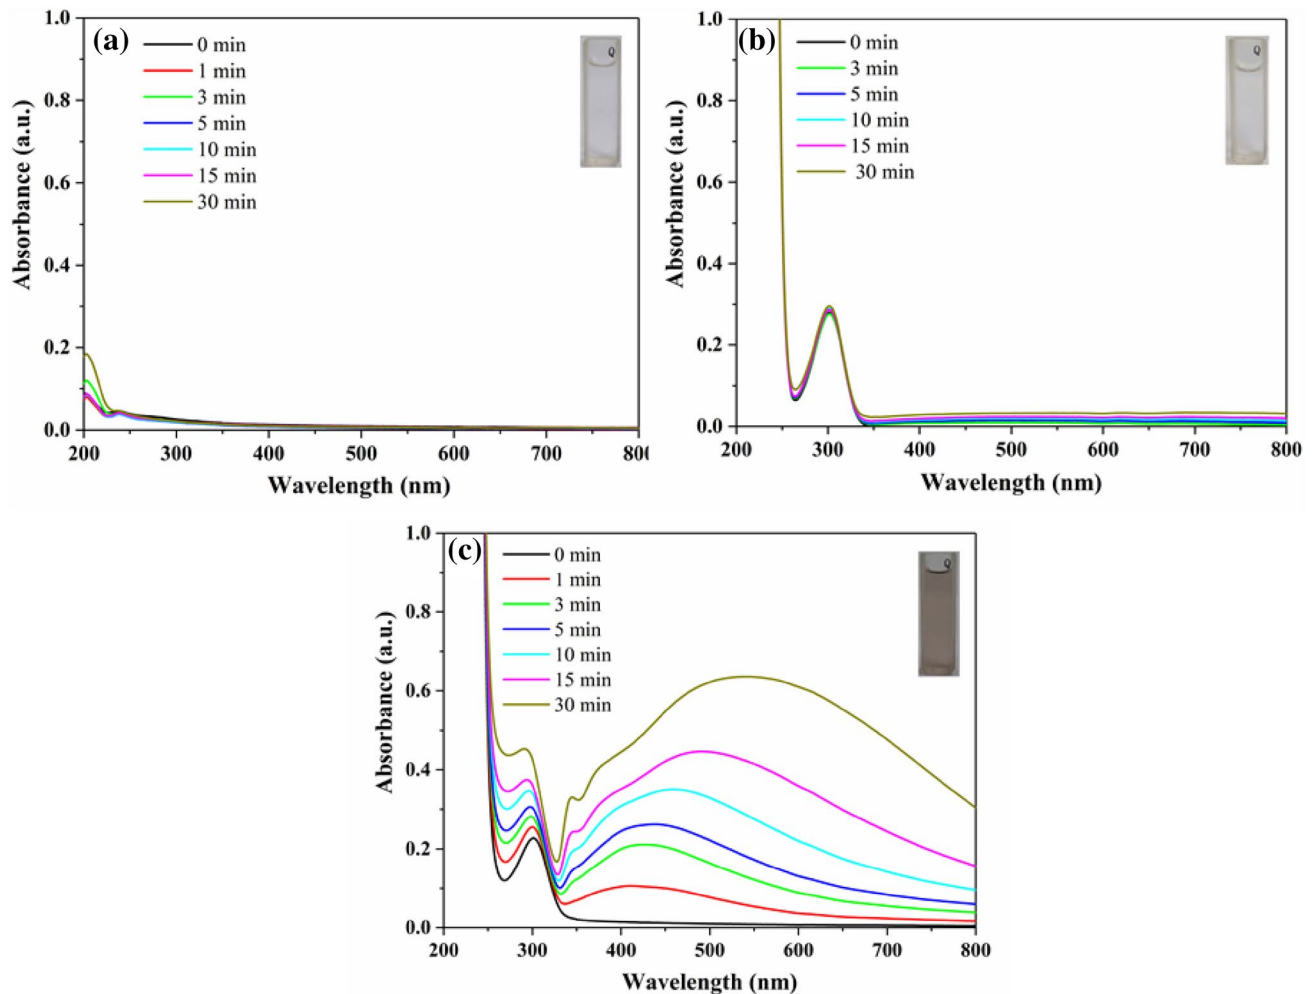 (a)
0 min
1 min
3 min
5 min
10 min
15 min
30 min
Q
1.0
0.8
0.6
0.4
0.2
0.0
Absorbance (a.u.)
200 300 400 500 600 700 800
Wavelength (nm)
(b)
0 min
3 min
5 min
10 min
15 min
30 min
Q
1.0
0.8
0.6
0.4
0.2
0.0
Absorbance (a.u.)
200 300 400 500 600 700 800
Wavelength (nm)
(c)
0 min
1 min
3 min
5 min
10 min
15 min
30 min
Q
1.0
0.8
0.6
0.4
0.2
0.0
Absorbance (a.u.)
200 300 400 500 600 700 800
Wavelength (nm)